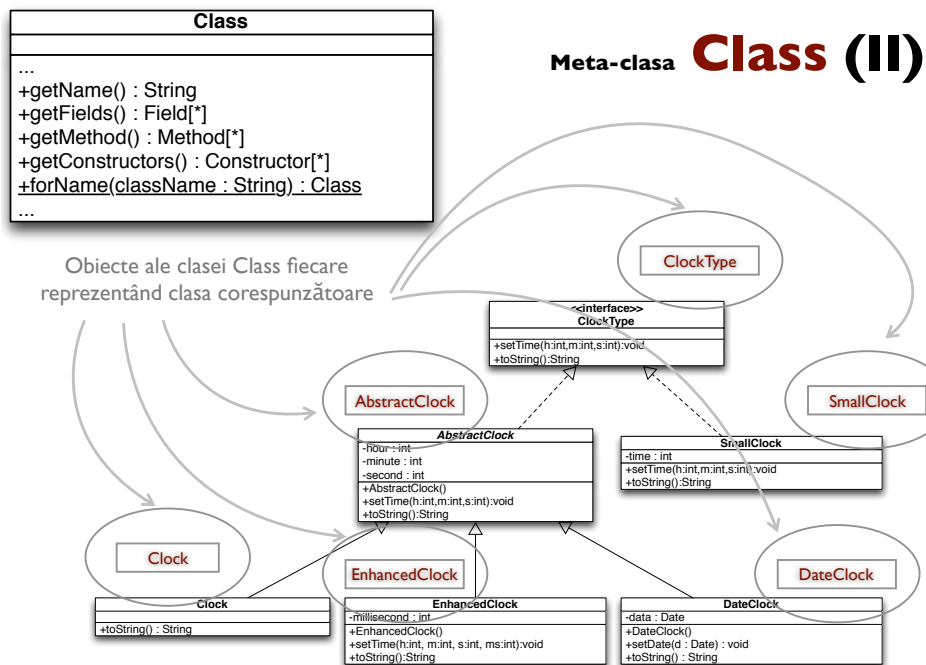 Class
...
+getName() : String
+getFields() : Field[*]
+getMethod() : Method[*]
+getConstructors() : Constructor[*]
+forName(className : String) : Class
...
Meta-clasa Class (II)
Obiecte ale clasei Class fiecare
reprezentând clasa corespunzătoare
ClockType
<<interface>>
ClockType
+setTime(h:int,m:int,s:int):void
+toString():String
AbstractClock
SmallClock
AbstractClock
-hour : int
-minute : int
-second : int
+AbstractClock()
+setTime(h:int,m:int,s:int):void
+toString():String
SmallClock
-time : int
+setTime(h:int,m:int,s:int):void
+toString():String
Clock
EnhancedClock
DateClock
Clock
+toString() : String
EnhancedClock
-millisecond : int
+EnhancedClock()
+setTime(h:int, m:int, s:int, ms:int):void
+toString():String
DateClock
-data : Date
+DateClock()
+setDate(d : Date) : void
+toString() : String